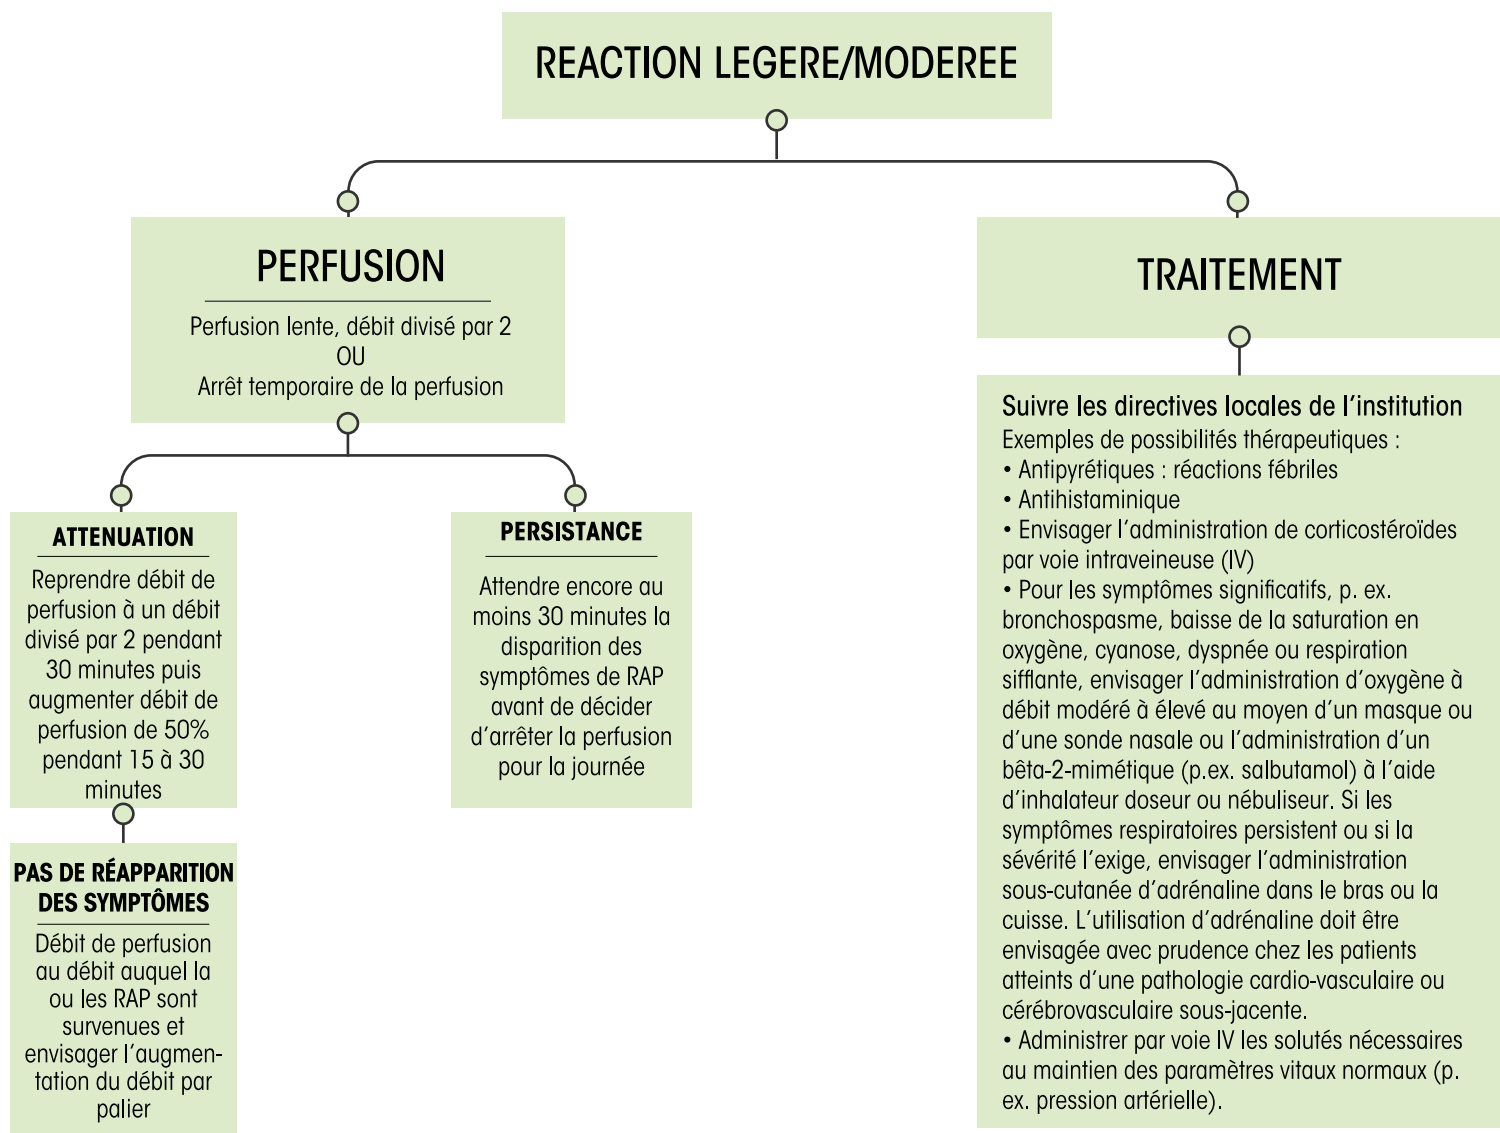 REACTION LEGERE/MODEREE
PERFUSION
Perfusion lente, débit divisé par 2
OU
Arrêt temporaire de la perfusion
ATTENUATION
Reprendre débit de
perfusion à un débit
divisé par 2 pendant
30 minutes puis
augmenter débit de
perfusion de 50%
pendant 15 à 30
minutes
PAS DE RÉAPPARITION
DES SYMPTÔMES
Débit de perfusion
au débit auquel la
ou les RAP sont
survenues et
envisager l'augmen-
tation du débit par
palier
PERSISTANCE
Attendre encore au
moins 30 minutes la
disparition des
symptômes de RAP
avant de décider
d'arrêter la perfusion
pour la journée
TRAITEMENT
Suivre les directives locales de l'institution
Exemples de possibilités thérapeutiques :
• Antipyrétiques : réactions fébriles
• Antihistaminique
• Envisager l'administration de corticostéroïdes
par voie intraveineuse (IV)
• Pour les symptômes significatifs, p. ex.
bronchospasme, baisse de la saturation en
oxygène, cyanose, dyspnée ou respiration
sifflante, envisager l'administration d'oxygène à
débit modéré à élevé au moyen d'un masque ou
d'une sonde nasale ou l'administration d'un
bêta-2-mimétique (p.ex. salbutamol) à l'aide
d'inhalateur doseur ou nébuliseur. Si les
symptômes respiratoires persistent ou si la
sévérité l'exige, envisager l'administration
sous-cutanée d'adrénaline dans le bras ou la
cuisse. L'utilisation d'adrénaline doit être
envisagée avec prudence chez les patients
atteints d'une pathologie cardio-vasculaire ou
cérébrovasculaire sous-jacente.
• Administrer par voie IV les solutés nécessaires
au maintien des paramètres vitaux normaux (p.
ex. pression artérielle).